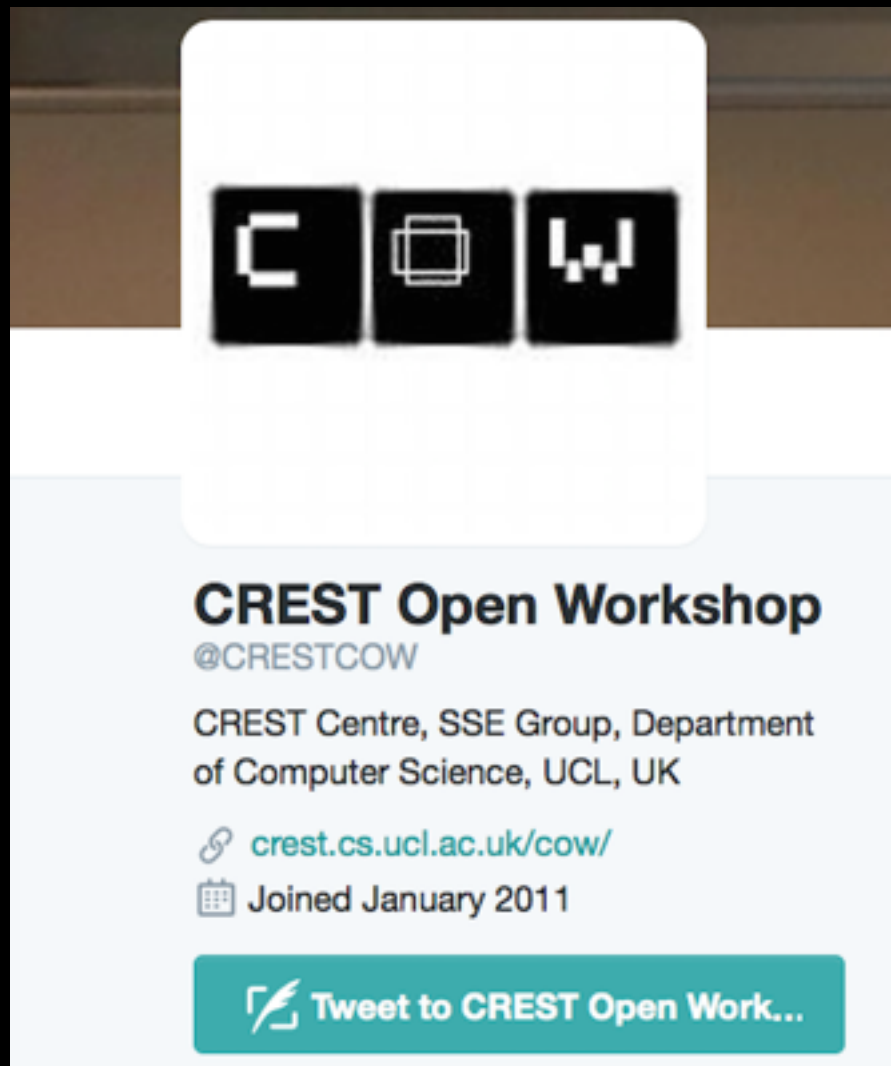 COW
CREST Open Workshop
@CRESTCOW
CREST Centre, SSE Group, Department
of Computer Science, UCL, UK
crest.cs.ucl.ac.uk/cow/
Joined January 2011
Tweet to CREST Open Work...